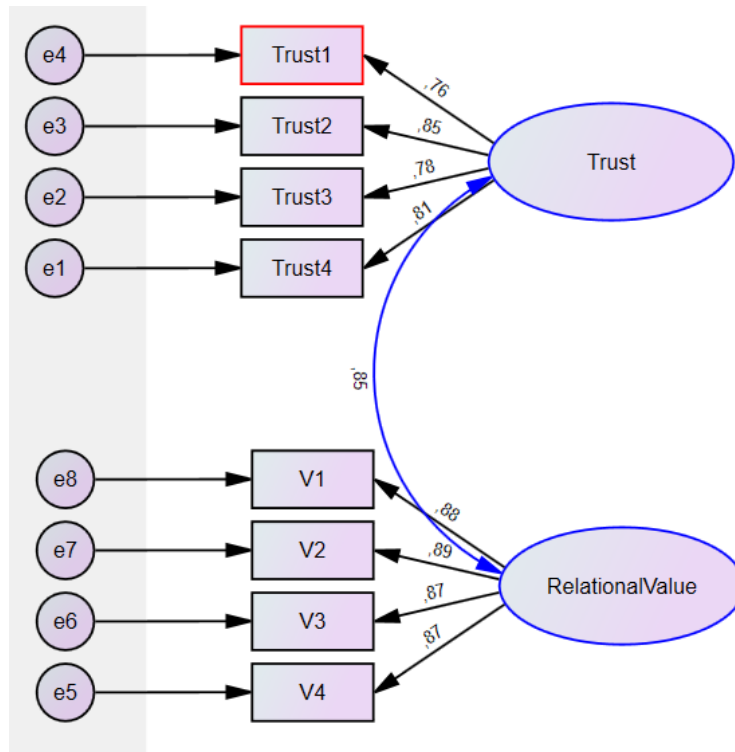 e4
Trust1
,76
e3
Trust2
,85
Trust
e2
Trust3
,78
e1
Trust4
,81
,85
e8
V1
,88
e7
V2
,89
RelationalValue
e6
V3
,87
e5
V4
,87